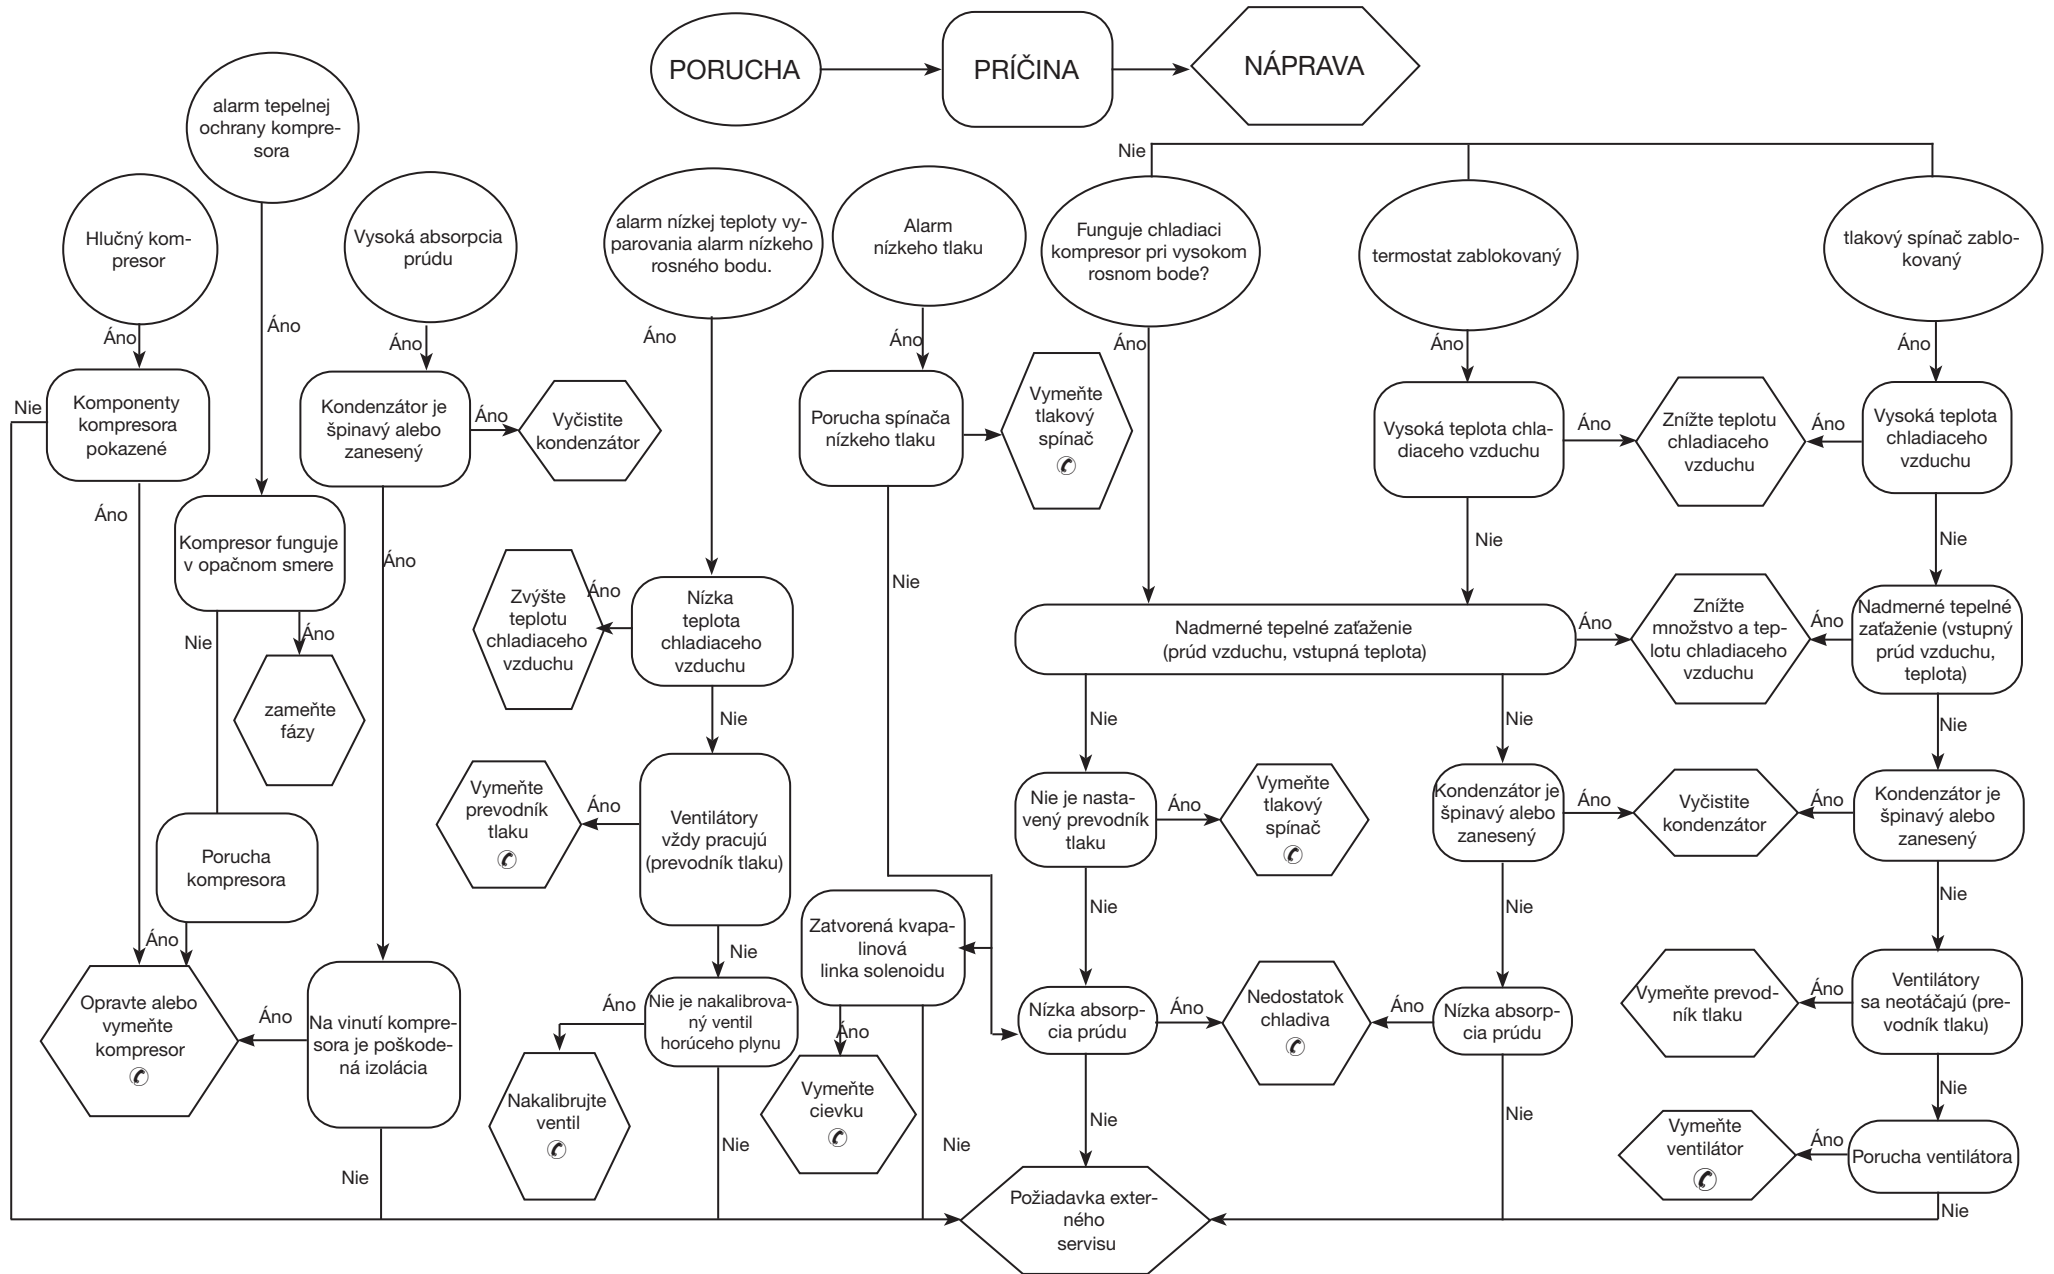 PORUCHA
PRÍČINA
NÁPRAVA
alarm tepelnej
ochrany kompre-
sora
Áno
Hlučný kom-
presor
Áno
Vysoká absorpcia
prúdu
Áno
alarm nízkej teploty vy-
parovania alarm nízkeho
rosného bodu.
Áno
Alarm
nízkeho tlaku
Áno
Nie
Funguje chladiaci
kompresor pri vysokom
rosnom bode?
Áno
termostat zablokovaný
Áno
tlakový spínač zablo-
kovaný
Áno
Nie
Komponenty
kompresora
pokazené
Áno
Kondenzátor je
špinavý alebo
zanesený
Áno
Vyčistite
kondenzátor
Áno
Porucha spínača
nízkeho tlaku
Vymeňte
tlakový
spínač
Nie
Vysoká teplota chla-
diaceho vzduchu
Áno
Znížte teplotu
chladiaceho
vzduchu
Áno
Vysoká teplota
chladiaceho
vzduchu
Nie
Nie
Kompresor funguje
v opačnom smere
Nie
Áno
zameňte
fázy
Zvýšte
teplotu
chladiaceho
vzduchu
Áno
Nízka
teplota
chladiaceho
vzduchu
Nie
Nadmerné tepelné zaťaženie
(prúd vzduchu, vstupná teplota)
Áno
Znížte
množstvo a tep-
lotu chladiaceho
vzduchu
Áno
Nadmerné tepelné
zaťaženie (vstupný
prúd vzduchu,
teplota)
Nie
Nie
Nie
Vymeňte
prevodník
tlaku
Áno
Ventilátory
vždy pracujú
(prevodník tlaku)
Nie
Nie je nasta-
vený prevodník
tlaku
Áno
Vymeňte
tlakový
spínač
Nie
Kondenzátor je
špinavý alebo
zanesený
Áno
Vyčistite
kondenzátor
Áno
Kondenzátor je
špinavý alebo
zanesený
Nie
Nie
Porucha
kompresora
Áno
Opravte alebo
vymeňte
kompresor
Áno
Na vinutí kompre-
sora je poškode-
ná izolácia
Nie
Áno
Nie je nakalibrova-
ný ventil
horúceho plynu
Nie
Nakalibrujte
ventil
Zatvorená kvapa-
linová
linka solenoidu
Áno
Nie
Vymeňte
cievku
Nízka absorp-
cia prúdu
Áno
Nedostatok
chladiva
Áno
Nízka absorp-
cia prúdu
Nie
Nie
Vymeňte prevod-
ník tlaku
Áno
Ventilátory
sa neotáčajú (pre-
vodník tlaku)
Nie
Vymeňte
ventilátor
Áno
Porucha ventilátora
Nie
Požiadavka exter-
ného
servisu